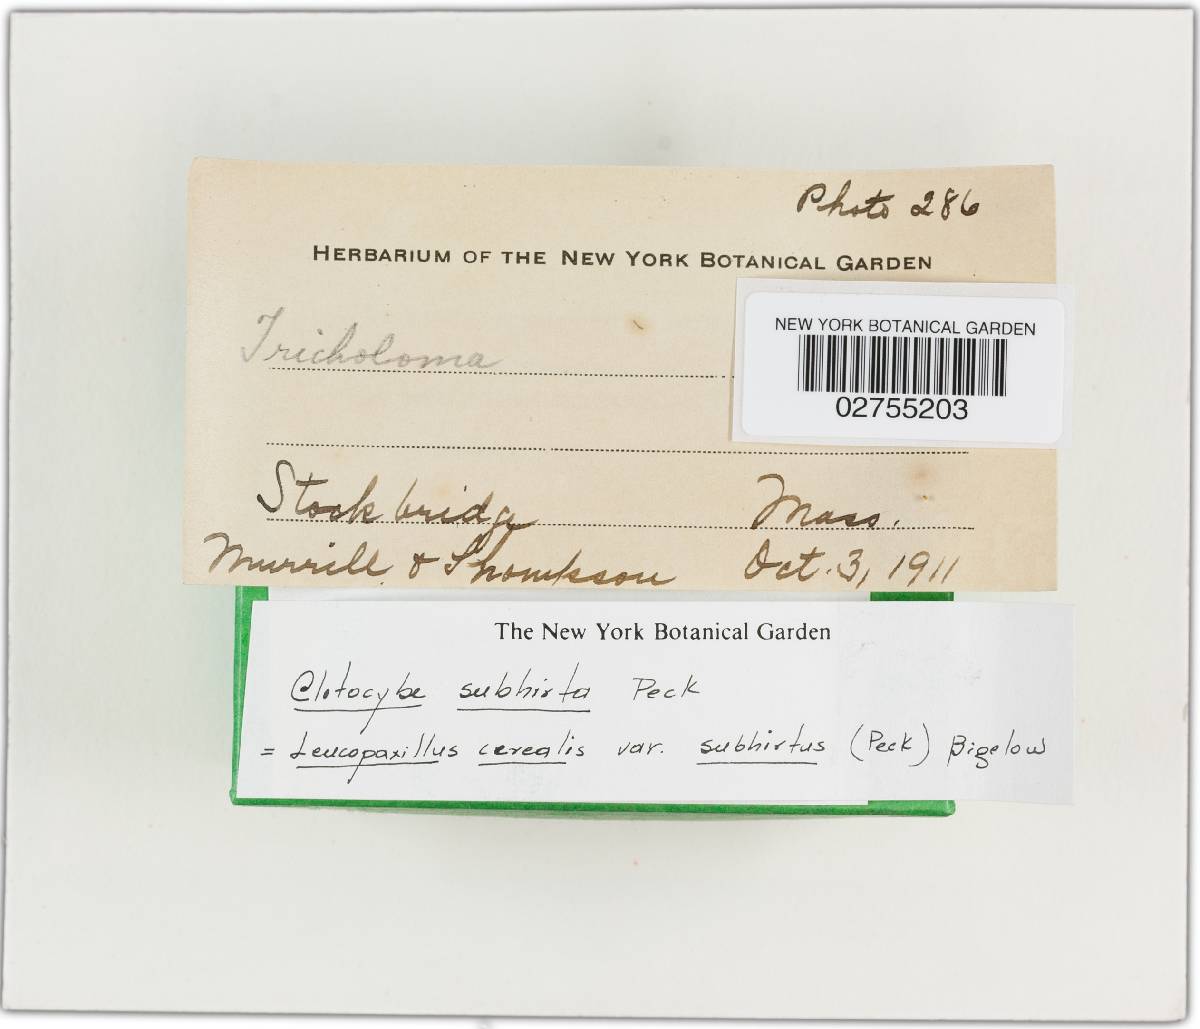 Photo 286
HERBARIUM OF THE NEW YORK BOTANICAL GARDEN
Tricholoma
NEW YORK BOTANICAL GARDEN
02755203
Stockbridge Mass.
Murrill & Thompson Oct. 3, 1911
The New York Botanical Garden
Clitocybe subhirta Peck
= Leucopaxillus cerealis var. subhirtus (Peck) Bigelow